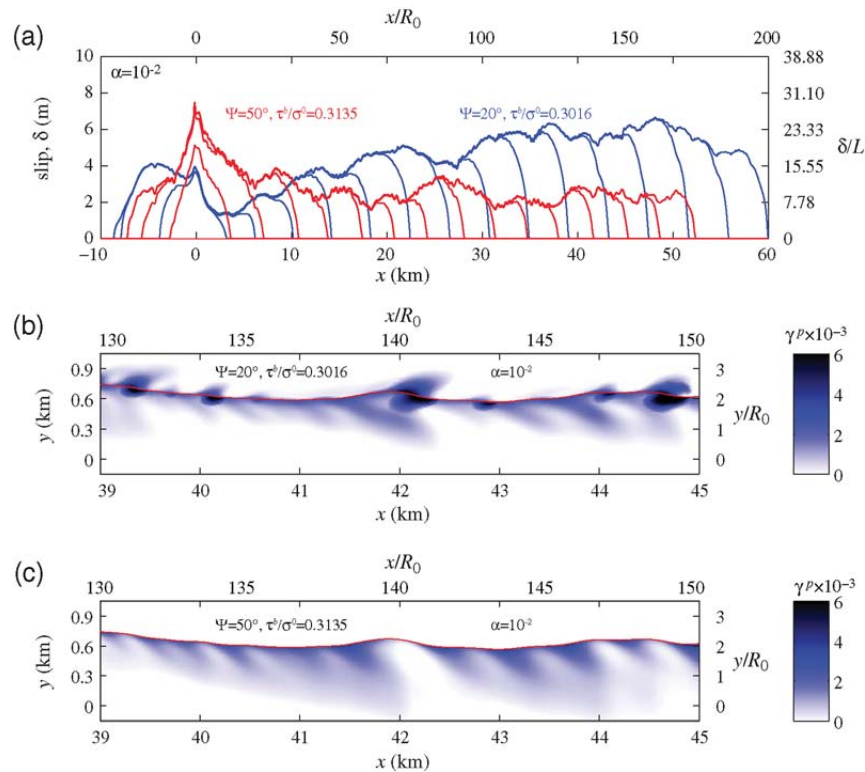 (a)
x/R0
0 50 100 150 200
α=10-2
Ψ=50°, τb/σ0=0.3135
Ψ=20°, τb/σ0=0.3016
slip, δ (m)
10
8
6
4
2
0
38.88
31.10
23.33
15.55
7.78
0
δ/L
−10 0 10 20 30 40 50 60
x (km)
(b)
x/R0
130 135 140 145 150
Ψ=20°, τb/σ0=0.3016
α=10-2
y (km)
0.9
0.6
0.3
0
3
2
1
0
y/R0
39 40 41 42 43 44 45
x (km)
γp×10−3
6
4
2
0
(c)
x/R0
130 135 140 145 150
Ψ=50°, τb/σ0=0.3135
α=10-2
y (km)
0.9
0.6
0.3
0
3
2
1
0
y/R0
39 40 41 42 43 44 45
x (km)
γp×10−3
6
4
2
0